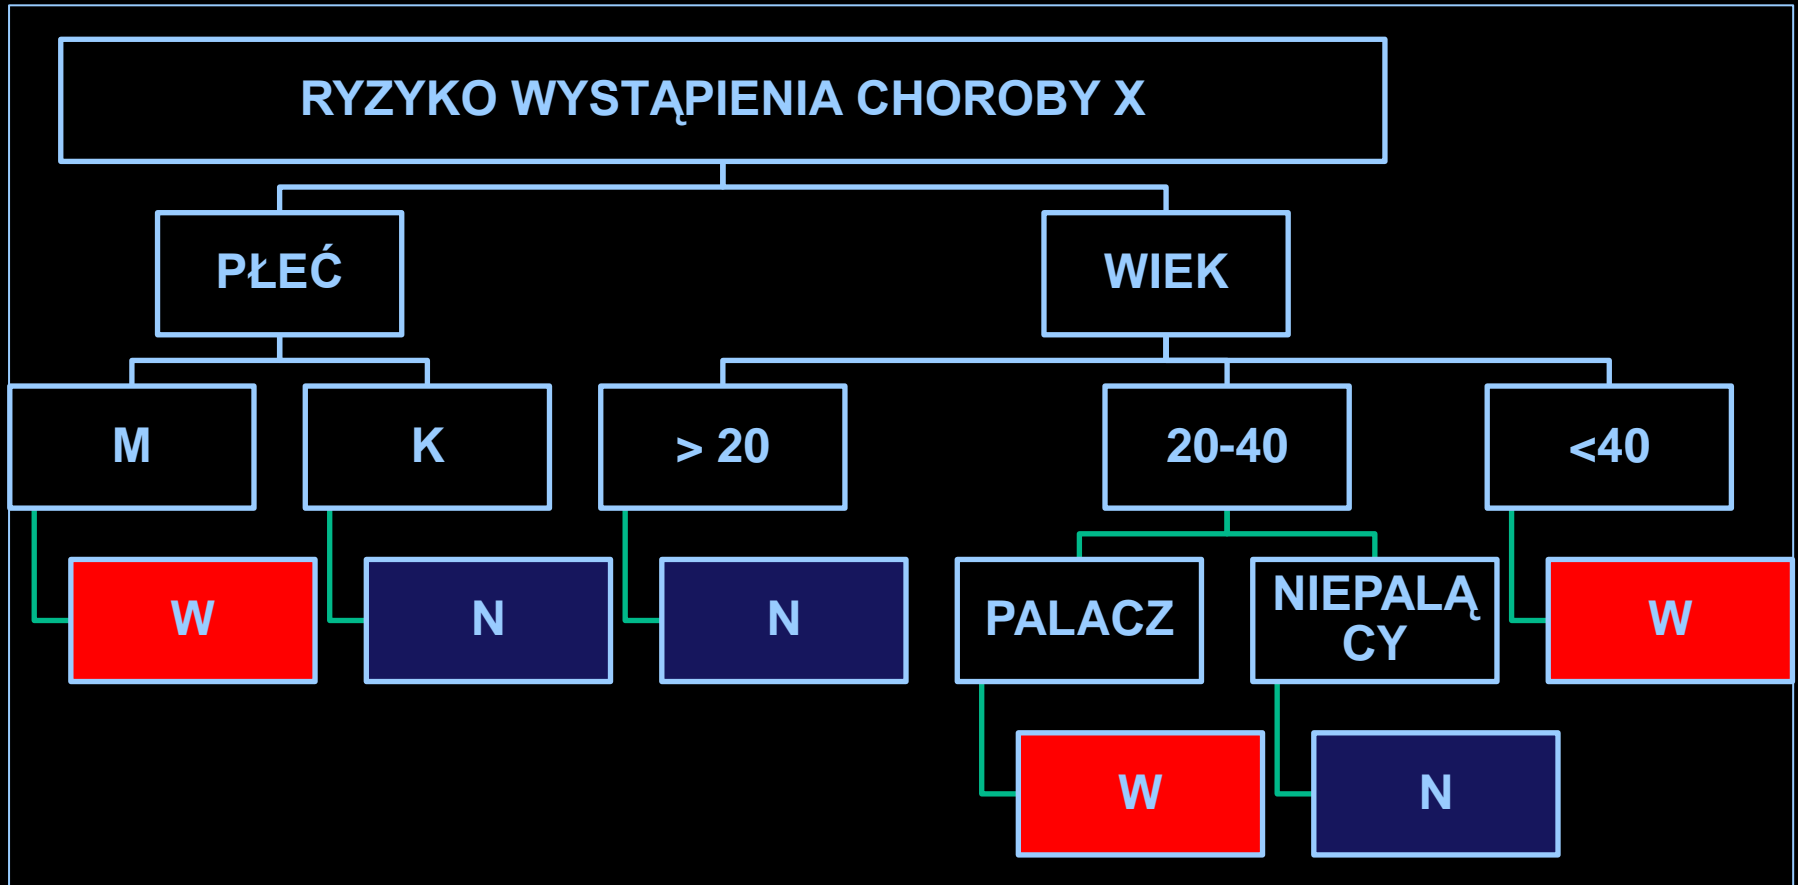 RYZYKO WYSTĄPIENIA CHOROBY X
PŁEĆ
WIEK
M
K
> 20
20-40
<40
W
N
N
PALACZ
NIEPALĄ
CY
W
W
N